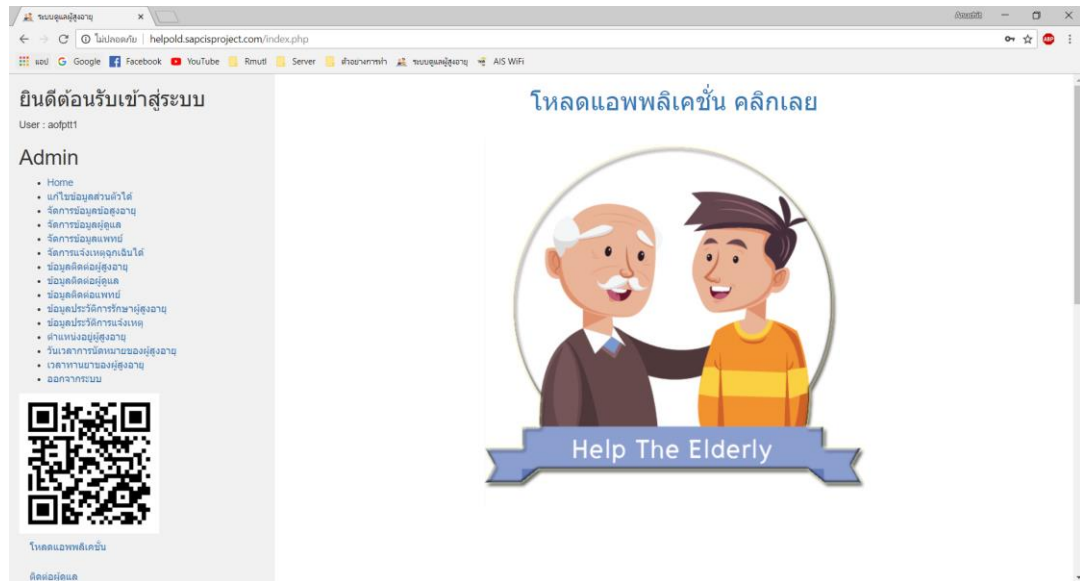 ระบบดูแลผู้สูงอายุ
ไม่ปลอดภัย | helpold.sapcisproject.com/index.php
แอป Google Facebook YouTube Rmutl Server ตัวอย่างการทำ ระบบดูแลผู้สูงอายุ AIS WiFi
ยินดีต้อนรับเข้าสู่ระบบ
User : aofptt1
Admin
Home
แก้ไขข้อมูลส่วนตัวได้
จัดการข้อมูลข้อสูงอายุ
จัดการข้อมูลผู้ดูแล
จัดการข้อมูลแพทย์
จัดการแจ้งเหตุฉุกเฉินได้
ข้อมูลติดต่อผู้สูงอายุ
ข้อมูลติดต่อผู้ดูแล
ข้อมูลติดต่อแพทย์
ข้อมูลประวัติการรักษาผู้สูงอายุ
ข้อมูลประวัติการแจ้งเหตุ
ตำแหน่งอยู่ผู้สูงอายุ
วันเวลาการนัดหมายของผู้สูงอายุ
เวลาทานยาของผู้สูงอายุ
ออกจากระบบ
โหลดแอพพลิเคชั่น
ติดต่อผู้ดูแล
โหลดแอพพลิเคชั่น คลิกเลย
Help The Elderly
ABP